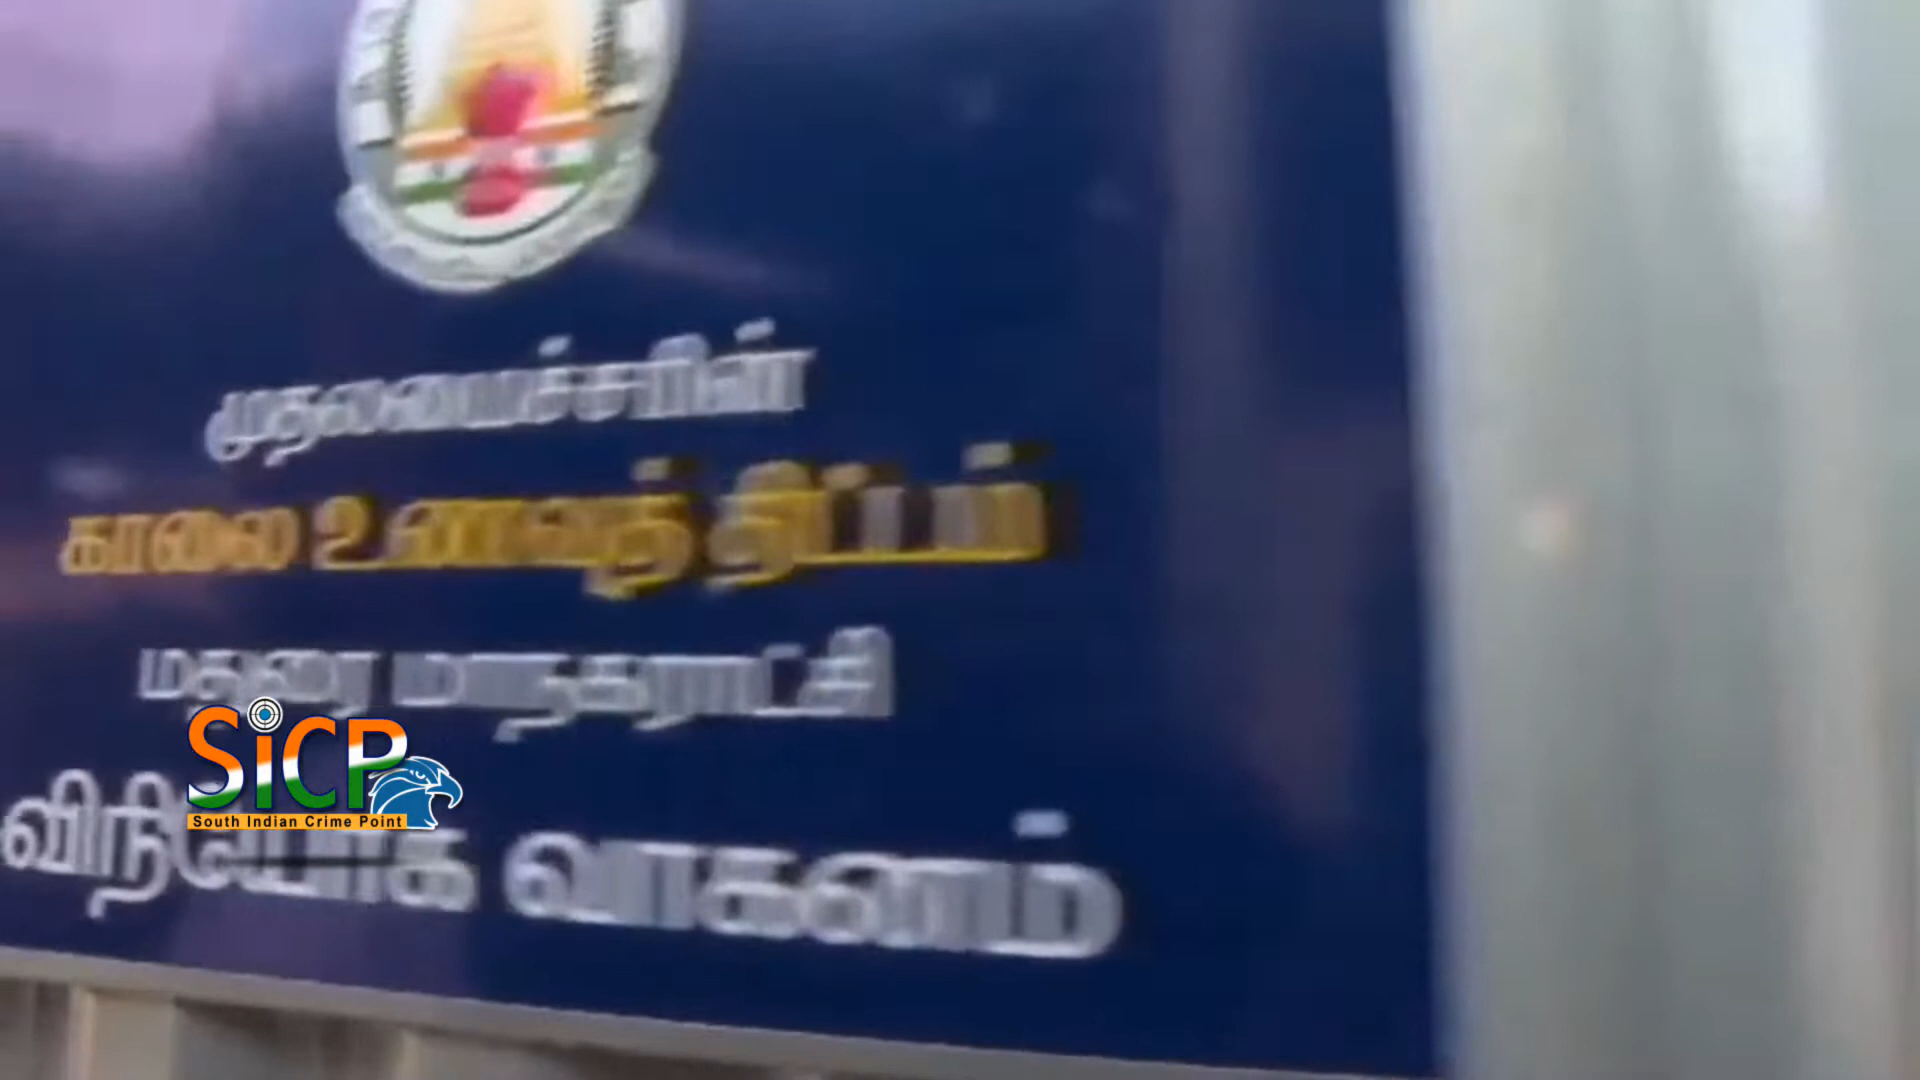 முதலமைச்சரின்
காலை உணவுத் திட்டம்
மதுரை மாநகராட்சி
SiCP
South Indian Crime Point
விநியோக வாகனம்